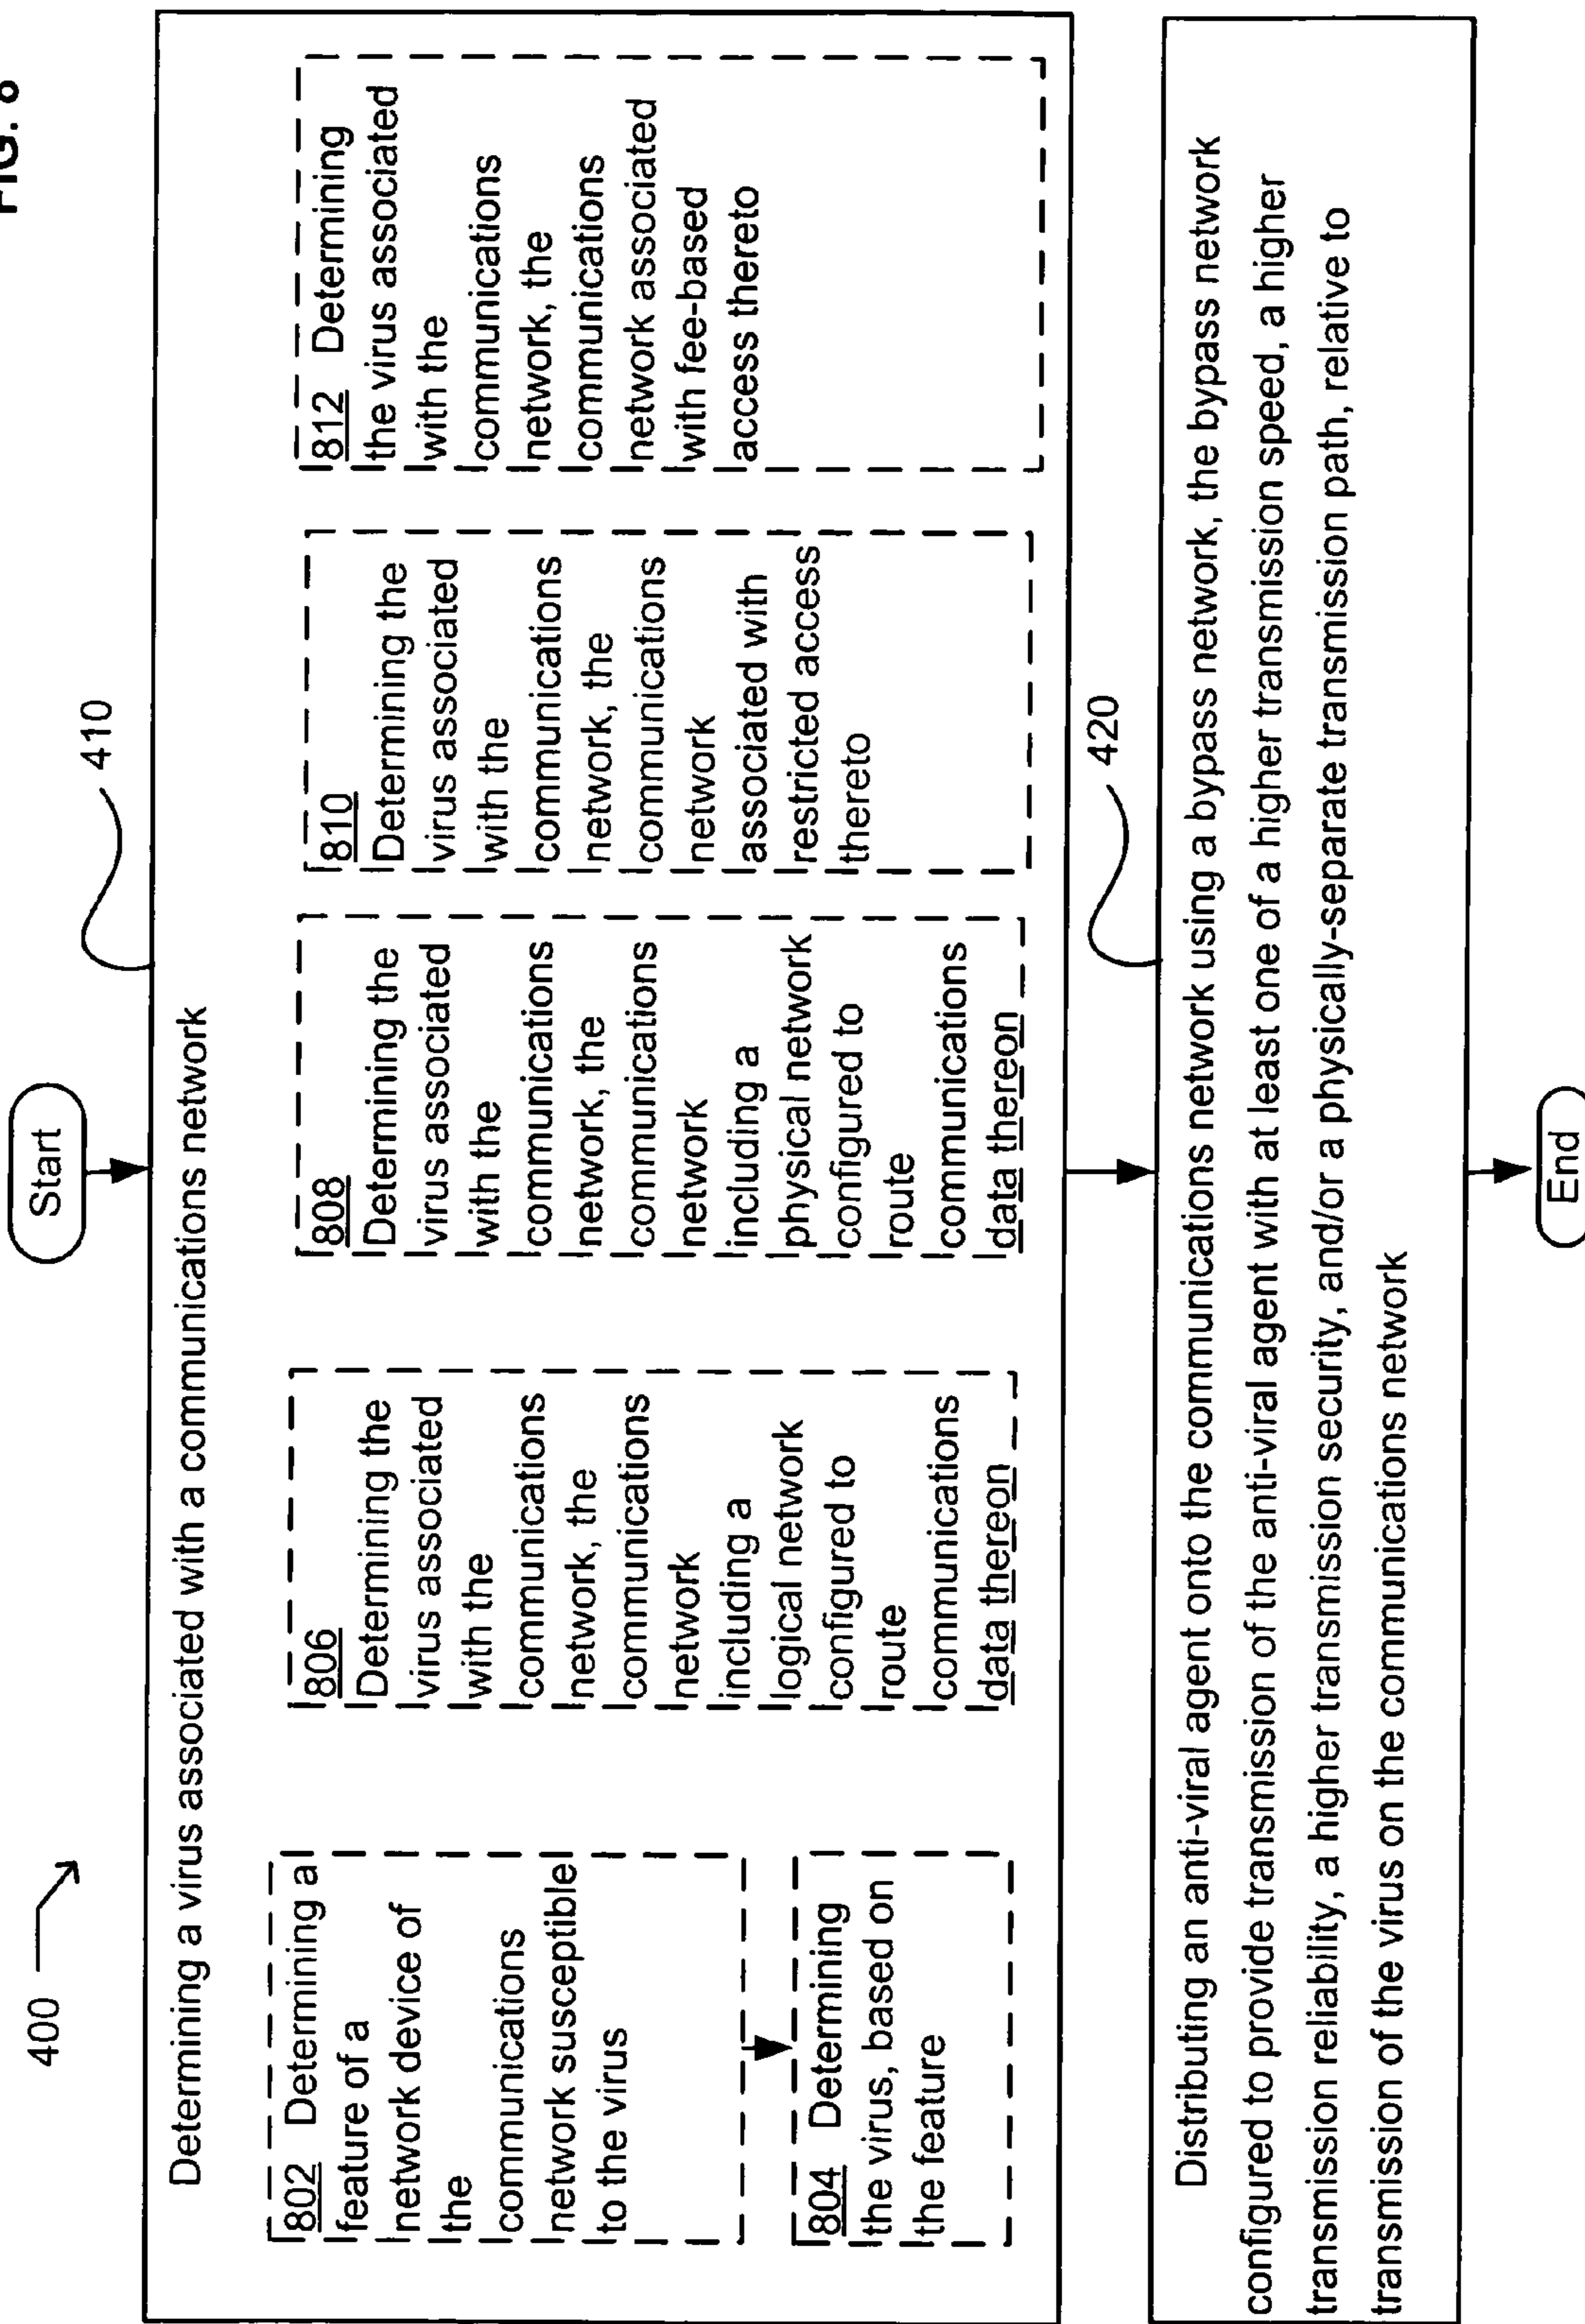 FIG. 8
400
Start
410
Determining a virus associated with a communications network
802 Determining a
feature of a
network device of
the
communications
network susceptible
to the virus
804 Determining
the virus, based on
the feature
806
Determining the
virus associated
with the
communications
network, the
communications
network
including a
logical network
configured to
route
communications
data thereon
808
Determining the
virus associated
with the
communications
network, the
communications
network
including a
physical network
configured to
route
communications
data thereon
810
Determining the
virus associated
with the
communications
network, the
communications
network
associated with
restricted access
thereto
812 Determining
the virus associated
with the
communications
network, the
communications
network associated
with fee-based
access thereto
420
Distributing an anti-viral agent onto the communications network using a bypass network, the bypass network
configured to provide transmission of the anti-viral agent with at least one of a higher transmission speed, a higher
transmission reliability, a higher transmission security, and/or a physically-separate transmission path, relative to
transmission of the virus on the communications network
End